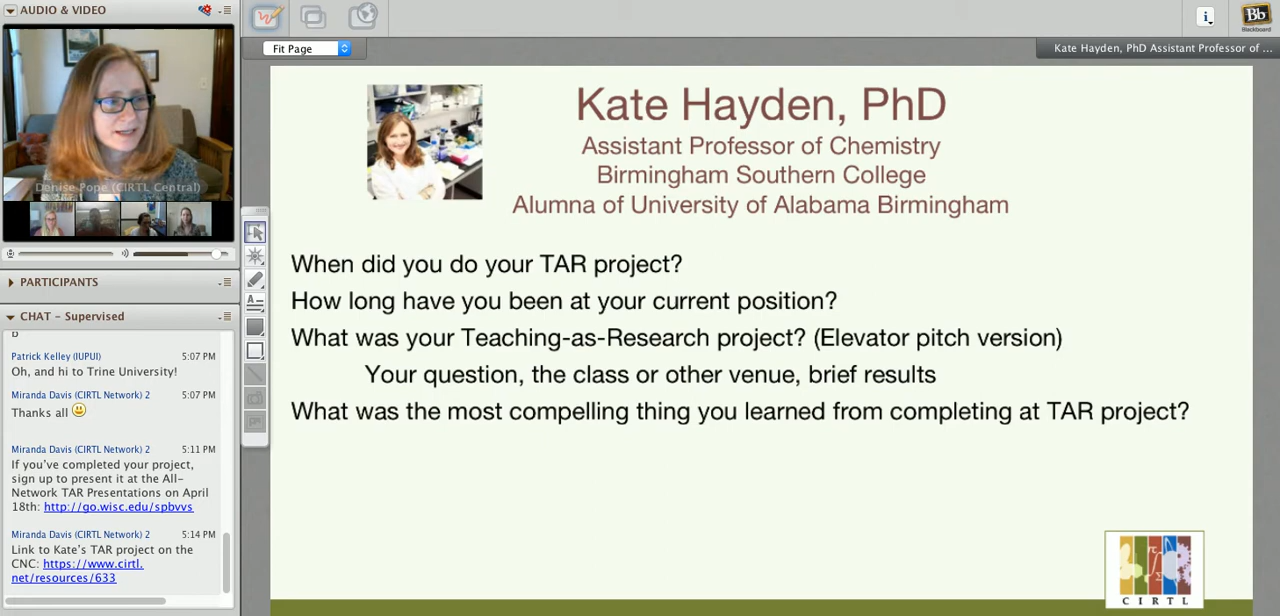 AUDIO & VIDEO
Denise Pope (CIRTL Central)
PARTICIPANTS
CHAT - Supervised
Patrick Kelley (IUPUI) 5:07 PM
Oh, and hi to Trine University!
Miranda Davis (CIRTL Network) 2 5:07 PM
Thanks all
Miranda Davis (CIRTL Network) 2 5:11 PM
If you've completed your project,
sign up to present it at the All-
Network TAR Presentations on April
18th: http://go.wisc.edu/spbvvs
Miranda Davis (CIRTL Network) 2 5:14 PM
Link to Kate's TAR project on the
CNC: https://www.cirtl.
net/resources/633
Fit Page
i
Bb
Blackboard
Kate Hayden, PhD Assistant Professor of ...
Kate Hayden, PhD
Assistant Professor of Chemistry
Birmingham Southern College
Alumna of University of Alabama Birmingham
When did you do your TAR project?
How long have you been at your current position?
What was your Teaching-as-Research project? (Elevator pitch version)
Your question, the class or other venue, brief results
What was the most compelling thing you learned from completing at TAR project?
CIRTL